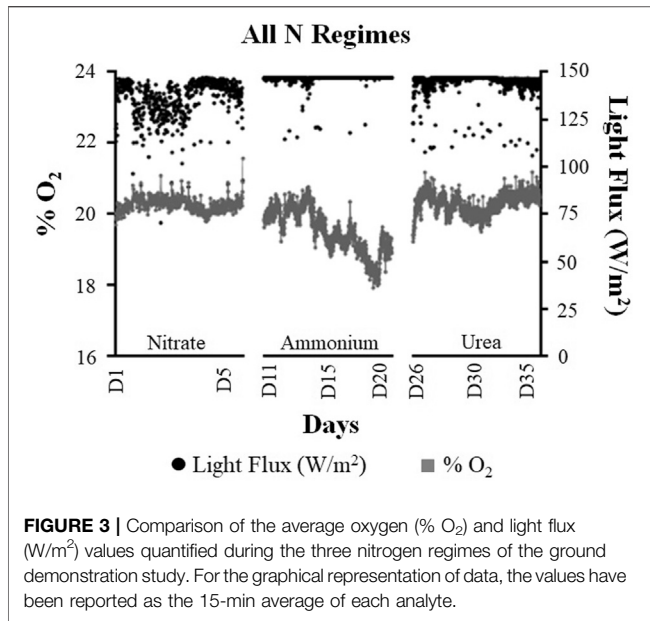 All N Regimes
24
22
20
18
16
% O₂
150
125
100
75
50
25
0
Light Flux (W/m²)
Nitrate
Ammonium
Urea
D1
D5
D11
D15
D20
D26
D30
D35
Days
Light Flux (W/m²)
% O₂
FIGURE 3 | Comparison of the average oxygen (% O₂) and light flux
(W/m²) values quantified during the three nitrogen regimes of the ground
demonstration study. For the graphical representation of data, the values have
been reported as the 15-min average of each analyte.